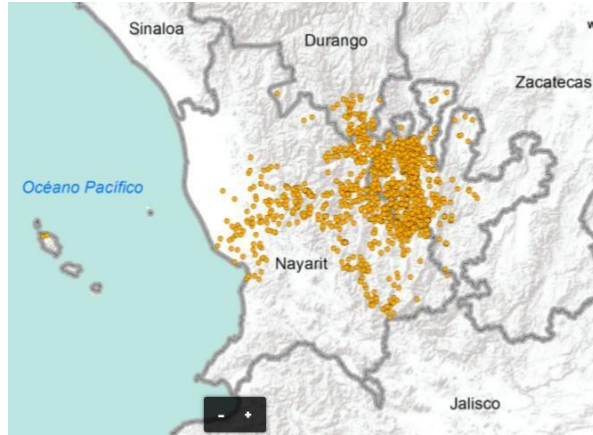 Sinaloa
Durango
Zacatecas
Océano Pacífico
Nayarit
Jalisco
- +